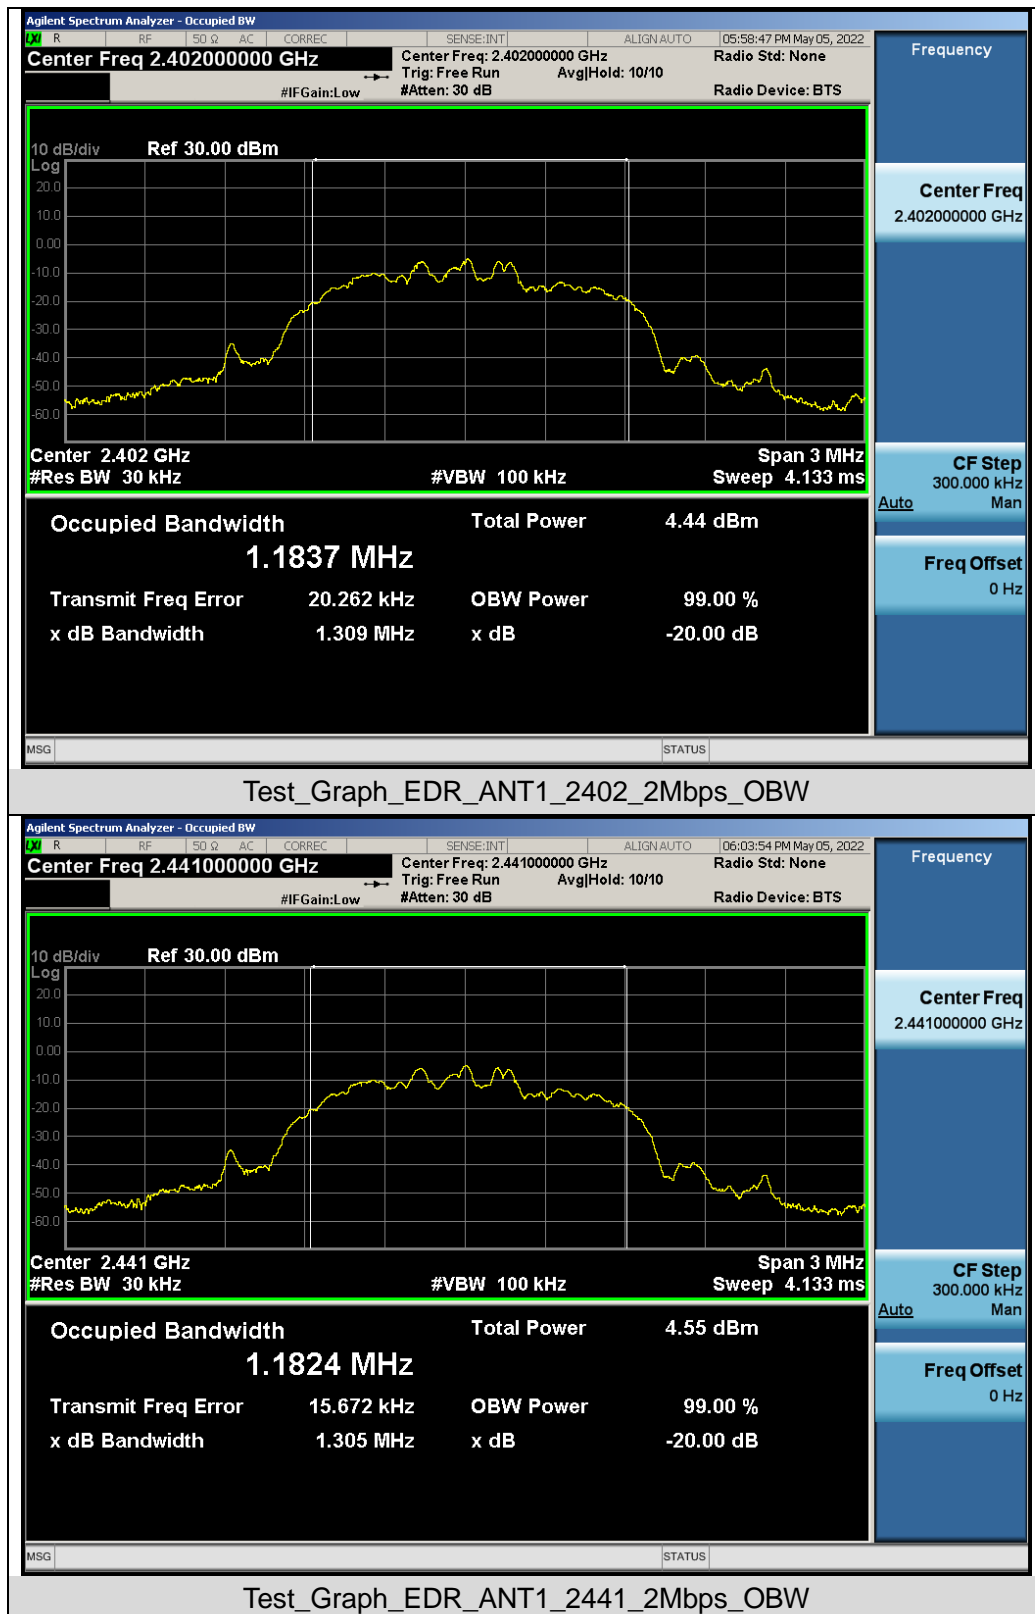 Agilent Spectrum Analyzer - Occupied BW
LXI R RF 50 Ω AC CORREC SENSE:INT ALIGN AUTO 05:58:47 PM May 05, 2022
Center Freq 2.402000000 GHz Center Freq: 2.402000000 GHz Radio Std: None
Trig: Free Run Avg|Hold: 10/10
#IFGain:Low #Atten: 30 dB Radio Device: BTS
10 dB/div Ref 30.00 dBm
Log
20.0
10.0
0.00
-10.0
-20.0
-30.0
-40.0
-50.0
-60.0
Center 2.402 GHz Span 3 MHz
#Res BW 30 kHz #VBW 100 kHz Sweep 4.133 ms
Occupied Bandwidth Total Power 4.44 dBm
1.1837 MHz
Transmit Freq Error 20.262 kHz OBW Power 99.00 %
x dB Bandwidth 1.309 MHz x dB -20.00 dB
MSG STATUS
Frequency
Center Freq
2.402000000 GHz
CF Step
300.000 kHz
Auto Man
Freq Offset
0 Hz
Test_Graph_EDR_ANT1_2402_2Mbps_OBW
Agilent Spectrum Analyzer - Occupied BW
LXI R RF 50 Ω AC CORREC SENSE:INT ALIGN AUTO 06:03:54 PM May 05, 2022
Center Freq 2.441000000 GHz Center Freq: 2.441000000 GHz Radio Std: None
Trig: Free Run Avg|Hold: 10/10
#IFGain:Low #Atten: 30 dB Radio Device: BTS
10 dB/div Ref 30.00 dBm
Log
20.0
10.0
0.00
-10.0
-20.0
-30.0
-40.0
-50.0
-60.0
Center 2.441 GHz Span 3 MHz
#Res BW 30 kHz #VBW 100 kHz Sweep 4.133 ms
Occupied Bandwidth Total Power 4.55 dBm
1.1824 MHz
Transmit Freq Error 15.672 kHz OBW Power 99.00 %
x dB Bandwidth 1.305 MHz x dB -20.00 dB
MSG STATUS
Frequency
Center Freq
2.441000000 GHz
CF Step
300.000 kHz
Auto Man
Freq Offset
0 Hz
Test_Graph_EDR_ANT1_2441_2Mbps_OBW